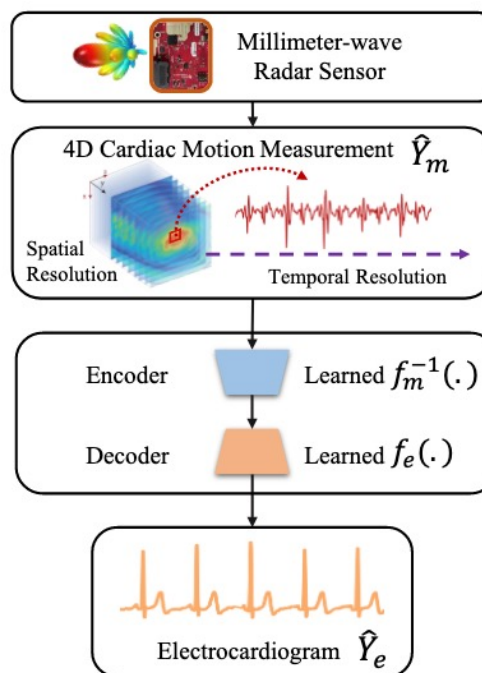 Millimeter-wave
Radar Sensor
4D Cardiac Motion Measurement Ŷₘ
Spatial
Resolution
Temporal Resolution
Encoder Learned fₘ⁻¹(.)
Decoder Learned fₑ(.)
Electrocardiogram Ŷₑ